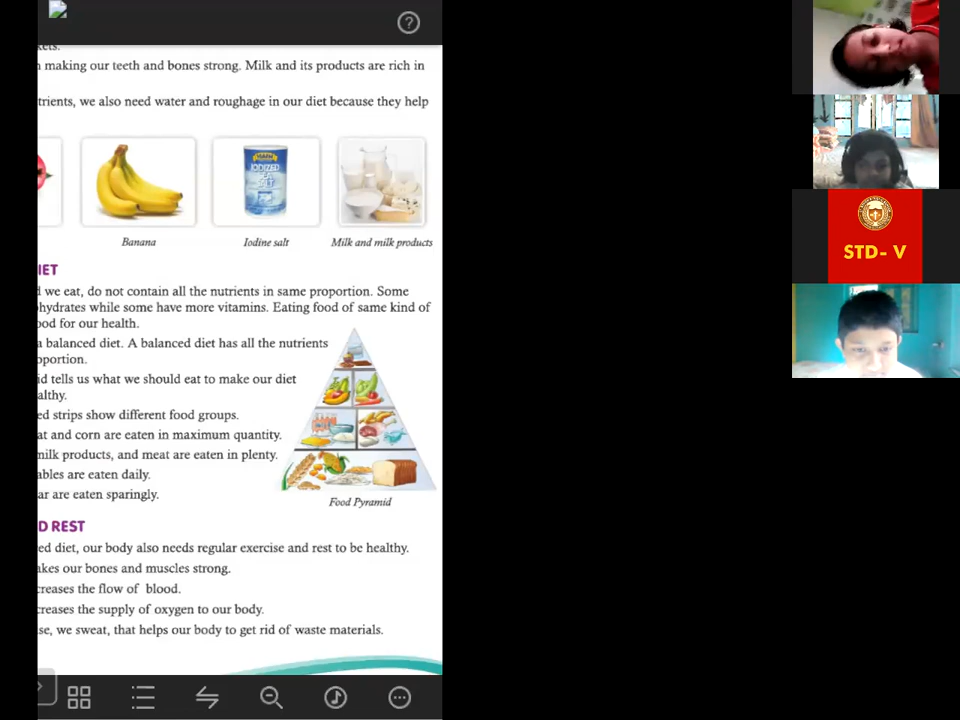 kets.
n making our teeth and bones strong. Milk and its products are rich in
trients, we also need water and roughage in our diet because they help
IODIZED
SEA
SALT
Banana
Iodine salt
Milk and milk products
IET
d we eat, do not contain all the nutrients in same proportion. Some
ohydrates while some have more vitamins. Eating food of same kind of
ood for our health.
a balanced diet. A balanced diet has all the nutrients
oportion.
id tells us what we should eat to make our diet
althy.
ed strips show different food groups.
at and corn are eaten in maximum quantity.
milk products, and meat are eaten in plenty.
ables are eaten daily.
ar are eaten sparingly.
Food Pyramid
D REST
ed diet, our body also needs regular exercise and rest to be healthy.
akes our bones and muscles strong.
creases the flow of blood.
creases the supply of oxygen to our body.
se, we sweat, that helps our body to get rid of waste materials.
STD- V